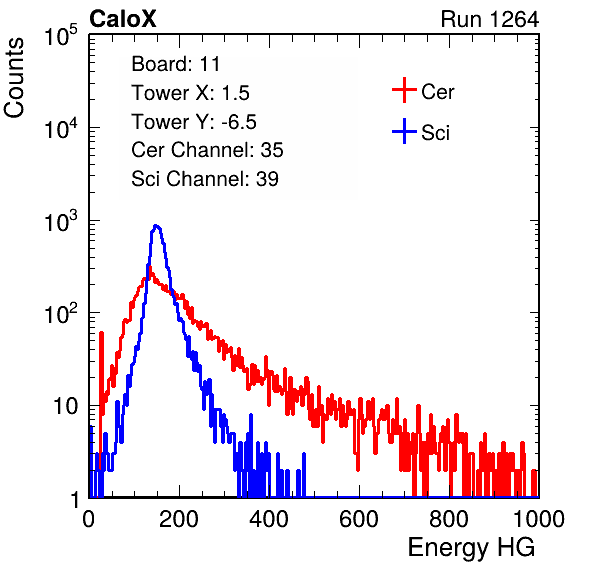 CaloX Run 1264
Counts
Board: 11
Tower X: 1.5
Tower Y: -6.5
Cer Channel: 35
Sci Channel: 39
Cer
Sci
10^5
10^4
10^3
10^2
10
1
0 200 400 600 800 1000
Energy HG